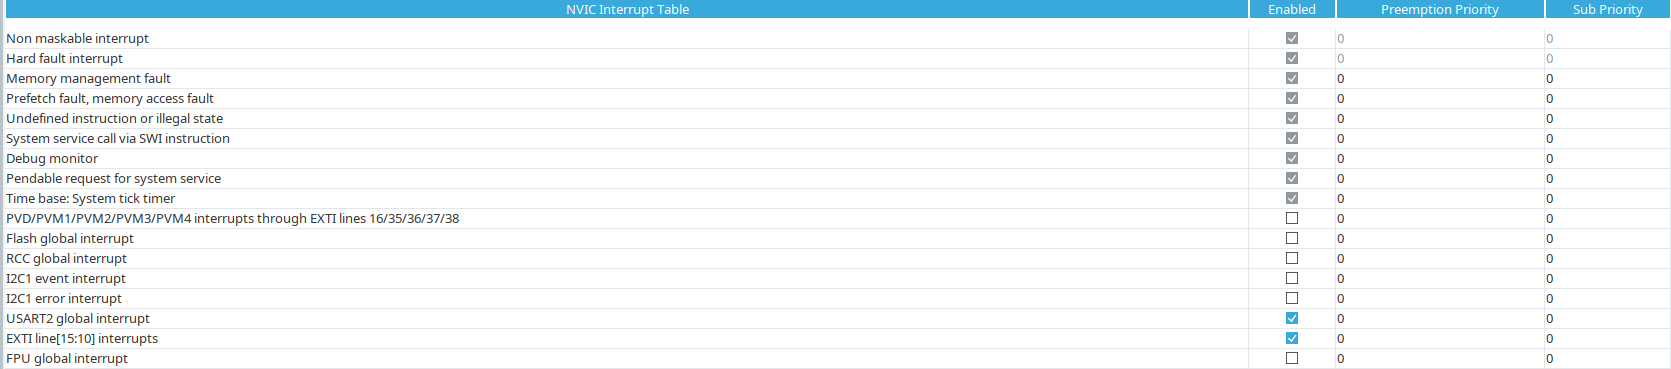 NVIC Interrupt Table Enabled Preemption Priority Sub Priority
Non maskable interrupt 0 0
Hard fault interrupt 0 0
Memory management fault 0 0
Prefetch fault, memory access fault 0 0
Undefined instruction or illegal state 0 0
System service call via SWI instruction 0 0
Debug monitor 0 0
Pendable request for system service 0 0
Time base: System tick timer 0 0
PVD/PVM1/PVM2/PVM3/PVM4 interrupts through EXTI lines 16/35/36/37/38 0 0
Flash global interrupt 0 0
RCC global interrupt 0 0
I2C1 event interrupt 0 0
I2C1 error interrupt 0 0
USART2 global interrupt 0 0
EXTI line[15:10] interrupts 0 0
FPU global interrupt 0 0